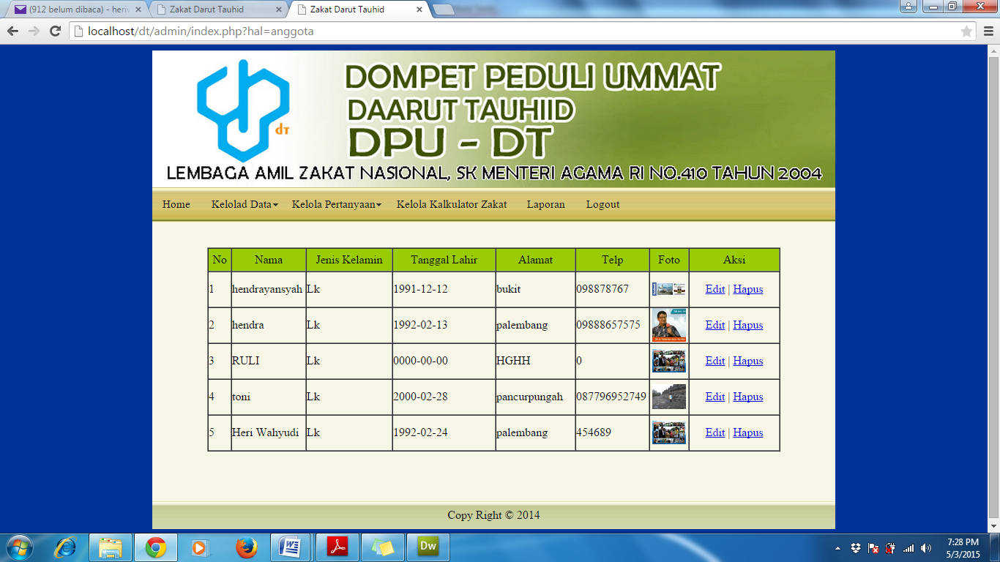 (912 belum dibaca) - heriw
Zakat Darut Tauhid
Zakat Darut Tauhid
localhost/dt/admin/index.php?hal=anggota
DOMPET PEDULI UMMAT
DAARUT TAUHIID
DPU - DT
dt
LEMBAGA AMIL ZAKAT NASIONAL, SK MENTERI AGAMA RI NO.410 TAHUN 2004
Home Kelolad Data Kelola Pertanyaan Kelola Kalkulator Zakat Laporan Logout
No Nama Jenis Kelamin Tanggal Lahir Alamat Telp Foto Aksi
1 hendrayansyah Lk 1991-12-12 bukit 098878767 Edit | Hapus
2 hendra Lk 1992-02-13 palembang 09888657575 Edit | Hapus
3 RULI Lk 0000-00-00 HGHH 0 Edit | Hapus
4 toni Lk 2000-02-28 pancurpungah 087796952749 Edit | Hapus
5 Heri Wahyudi Lk 1992-02-24 palembang 454689 Edit | Hapus
Copy Right © 2014
Dw
7:28 PM
5/3/2015